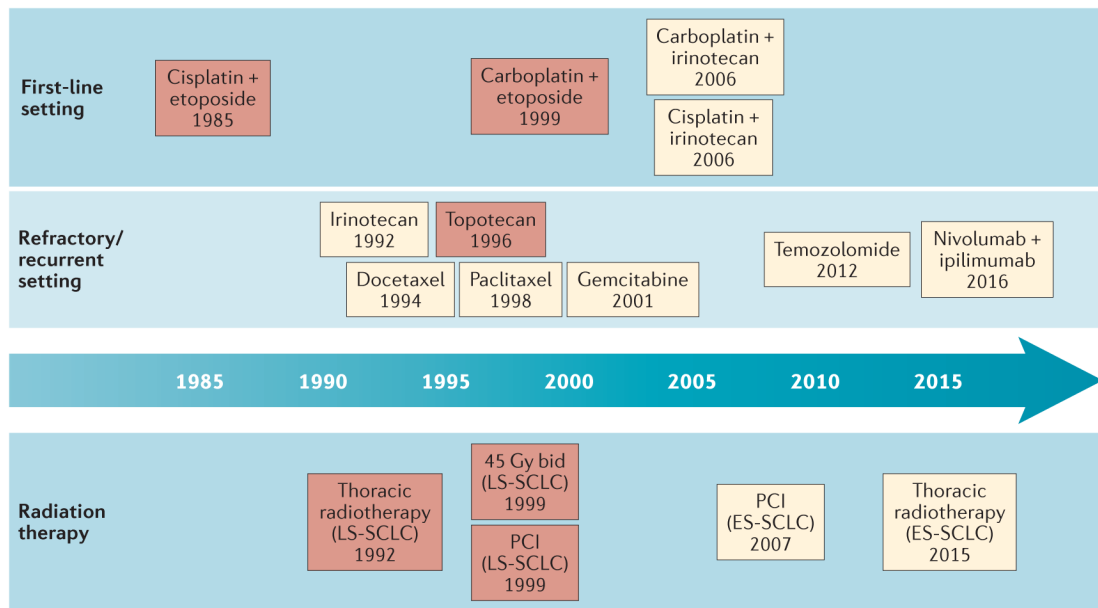 First-line
setting
Cisplatin +
etoposide
1985
Carboplatin +
etoposide
1999
Carboplatin +
irinotecan
2006
Cisplatin +
irinotecan
2006
Refractory/
recurrent
setting
Irinotecan
1992
Topotecan
1996
Docetaxel
1994
Paclitaxel
1998
Gemcitabine
2001
Temozolomide
2012
Nivolumab +
ipilimumab
2016
1985 1990 1995 2000 2005 2010 2015
Radiation
therapy
Thoracic
radiotherapy
(LS-SCLC)
1992
45 Gy bid
(LS-SCLC)
1999
PCI
(LS-SCLC)
1999
PCI
(ES-SCLC)
2007
Thoracic
radiotherapy
(ES-SCLC)
2015